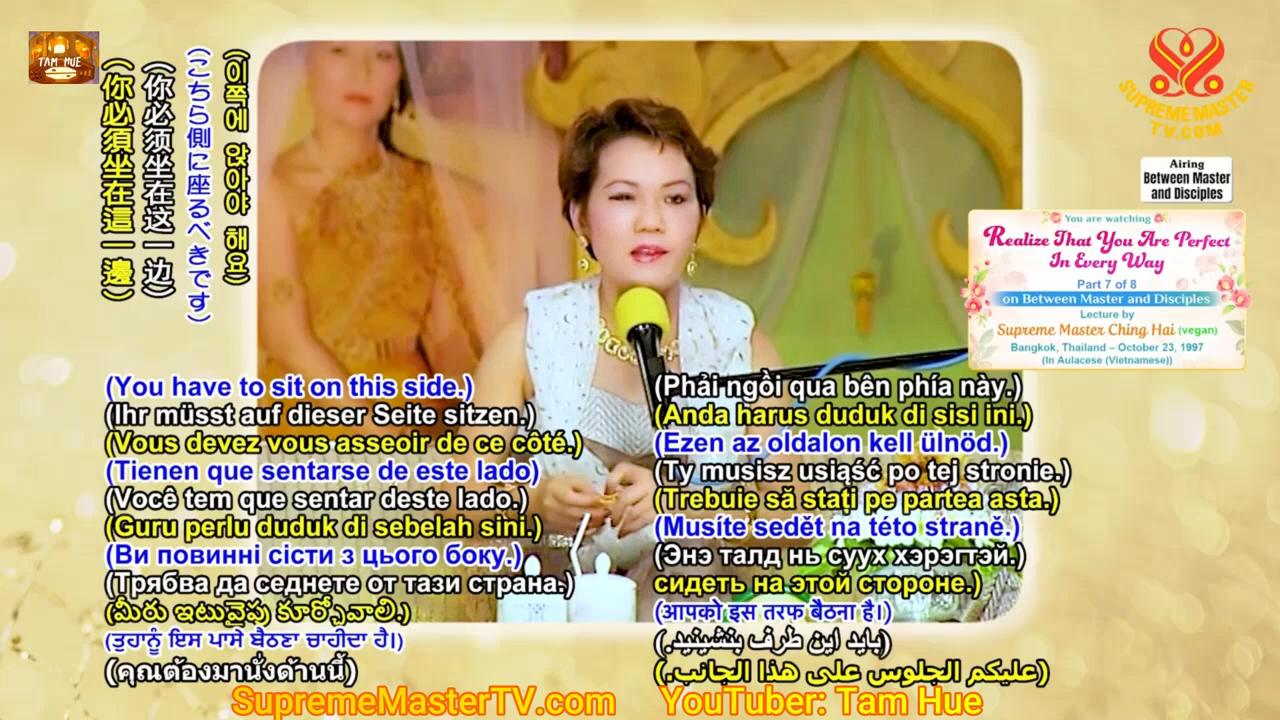 TAM HUE
(你必須坐在這一邊)
(你必须坐在这一边)
(こちら側に座るべきです)
(이쪽에 앉아야 해요)
SUPREME MASTER
TV.COM
Airing
Between Master
and Disciples
You are watching
Realize That You Are Perfect
In Every Way
Part 7 of 8
on Between Master and Disciples
Lecture by
Supreme Master Ching Hai (vegan)
Bangkok, Thailand – October 23, 1997
(In Aulacese (Vietnamese))
(You have to sit on this side.)
(Ihr müsst auf dieser Seite sitzen.)
(Vous devez vous asseoir de ce côté.)
(Tienen que sentarse de este lado)
(Você tem que sentar deste lado.)
(Guru perlu duduk di sebelah sini.)
(Ви повинні сісти з цього боку.)
(Трябва да седнете от тази страна.)
(మీరు ఇటువైపు కూర్చోవాలి.)
(ਤੁਹਾਨੂੰ ਇਸ ਪਾਸੇ ਬੈਠਣਾ ਚਾਹੀਦਾ ਹੈ।)
(คุณต้องมานั่งด้านนี้)
(Phải ngồi qua bên phía này.)
(Anda harus duduk di sisi ini.)
(Ezen az oldalon kell ülnöd.)
(Ty musisz usiąść po tej stronie.)
(Trebuie să stați pe partea asta.)
(Musíte sedět na této straně.)
(Энэ талд нь суух хэрэгтэй.)
сидеть на этой стороне.)
(आपको इस तरफ बैठना है।)
(باید این طرف بنشینید.)
(عليكم الجلوس على هذا الجانب.)
SupremeMasterTV.com
YouTuber: Tam Hue